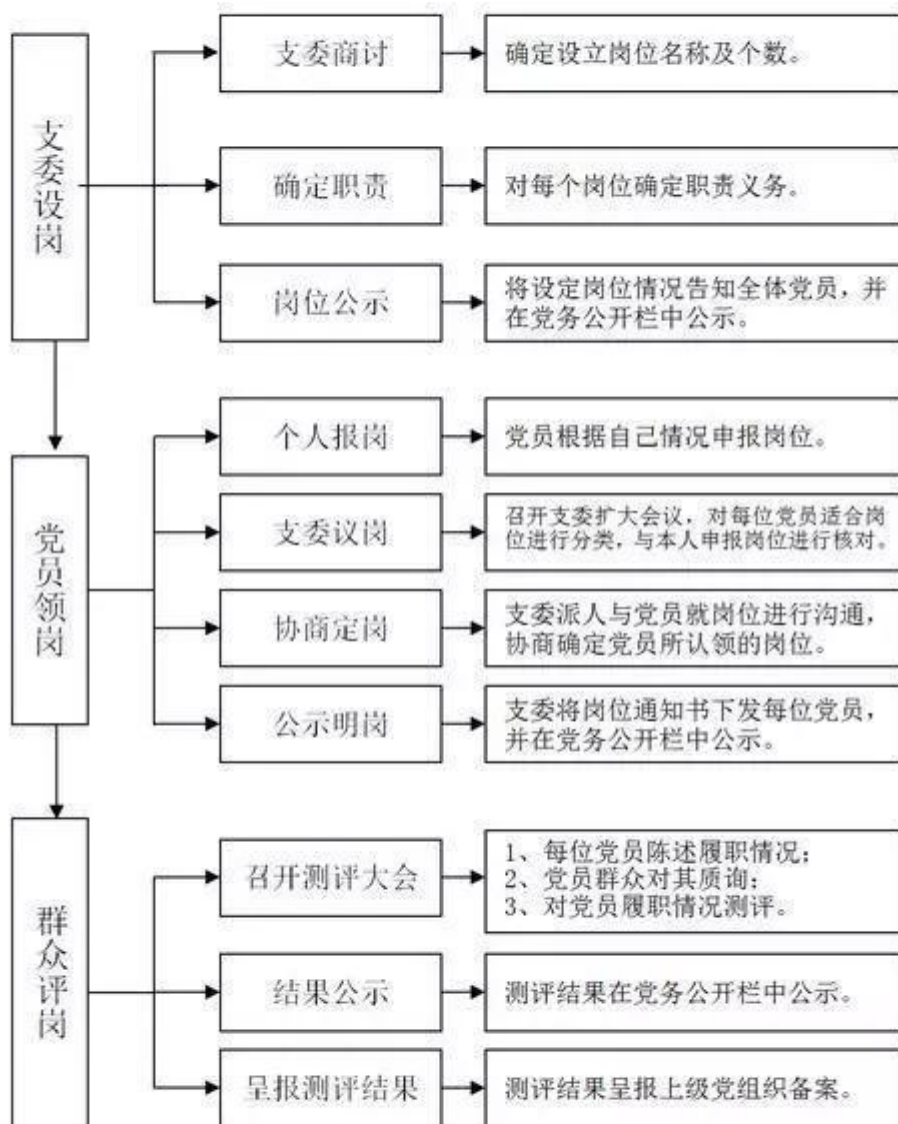 支委设岗
支委商讨
确定设立岗位名称及个数。
确定职责
对每个岗位确定职责义务。
岗位公示
将设定岗位情况告知全体党员，并
在党务公开栏中公示。
党员领岗
个人报岗
党员根据自己情况申报岗位。
支委议岗
召开支委扩大会议，对每位党员适合岗
位进行分类，与本人申报岗位进行核对。
协商定岗
支委派人与党员就岗位进行沟通，
协商确定党员所认领的岗位。
公示明岗
支委将岗位通知书下发每位党员，
并在党务公开栏中公示。
群众评岗
召开测评大会
1、每位党员陈述履职情况；
2、党员群众对其质询；
3、对党员履职情况测评。
结果公示
测评结果在党务公开栏中公示。
呈报测评结果
测评结果呈报上级党组织备案。